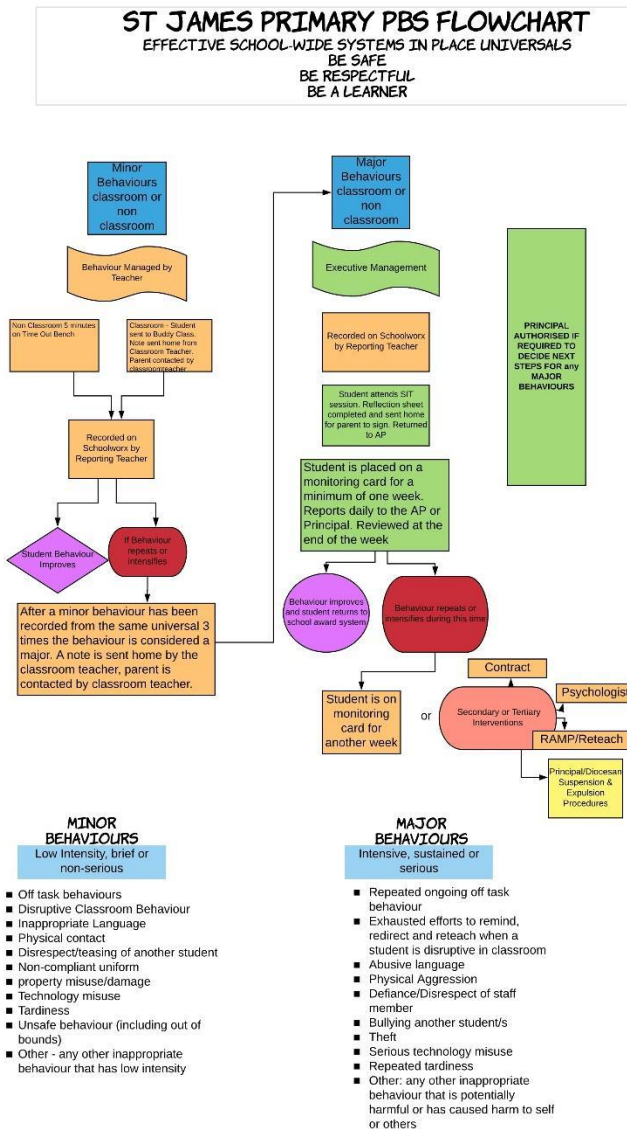 ST JAMES PRIMARY PBS FLOWCHART
EFFECTIVE SCHOOL-WIDE SYSTEMS IN PLACE UNIVERSALS
BE SAFE
BE RESPECTFUL
BE A LEARNER
Minor
Behaviours
classroom or
non
classroom
Behaviour Managed by
Teacher
Non Classroom 5 minutes
on Time Out Bench
Classroom - Student
sent to Buddy Class.
Note sent home from
Classroom Teacher.
Parent contacted by
classroomteacher
Recorded on
Schoolworx by
Reporting Teacher
Student Behaviour
Improves
If Behaviour
repeats or
intensifies
After a minor behaviour has been
recorded from the same universal 3
times the behaviour is considered a
major. A note is sent home by the
classroom teacher, parent is
contacted by classroom teacher.
Major
Behaviours
classroom or
non
classroom
Executive Management
Recorded on Schoolworx
by Reporting Teacher
Student attends SIT
session. Reflection sheet
completed and sent home
for parent to sign. Returned
to AP
Student is placed on a
monitoring card for a
minimum of one week.
Reports daily to the AP or
Principal. Reviewed at the
end of the week
Behaviour improves
and student returns to
school award system
Behaviour repeats or
intensifies during this time
Student is on
monitoring card for
another week
or
Secondary or Tertiary
Interventions
Contract
Psychologist
RAMP/Reteach
Principal/Diocesan
Suspension &
Expulsion
Procedures
PRINCIPAL
AUTHORISED IF
REQUIRED TO
DECIDE NEXT
STEPS FOR any
MAJOR
BEHAVIOURS
MINOR
BEHAVIOURS
Low Intensity, brief or
non-serious
■ Off task behaviours
■ Disruptive Classroom Behaviour
■ Inappropriate Language
■ Physical contact
■ Disrespect/teasing of another student
■ Non-compliant uniform
■ property misuse/damage
■ Technology misuse
■ Tardiness
■ Unsafe behaviour (including out of
bounds)
■ Other - any other inappropriate
behaviour that has low intensity
MAJOR
BEHAVIOURS
Intensive, sustained or
serious
■ Repeated ongoing off task
behaviour
■ Exhausted efforts to remind,
redirect and reteach when a
student is disruptive in classroom
■ Abusive language
■ Physical Aggression
■ Defiance/Disrespect of staff
member
■ Bullying another student/s
■ Theft
■ Serious technology misuse
■ Repeated tardiness
■ Other: any other inappropriate
behaviour that is potentially
harmful or has caused harm to self
or others